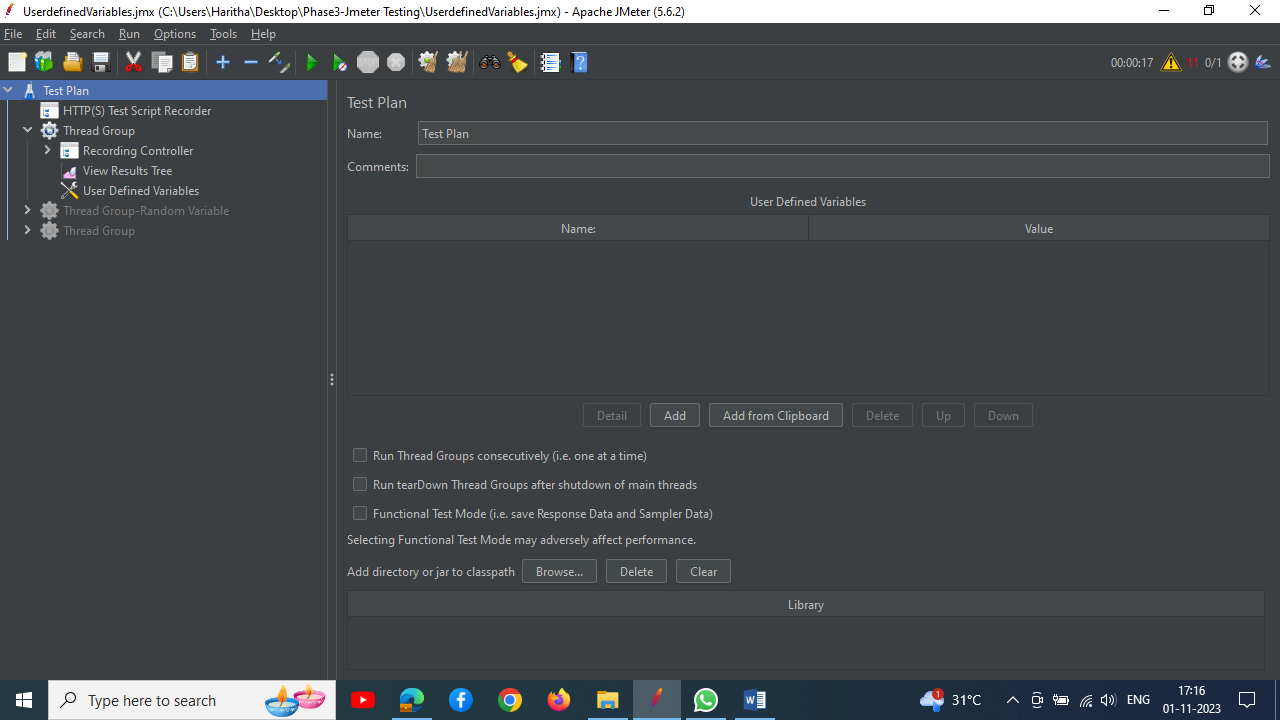 UserdefinedVariables.jmx (C:\Users\Haritha\Desktop\Phase3-Jmeter Testing\UserdefinedVariables.jmx) - Apache JMeter (5.6.2)
File Edit Search Run Options Tools Help
STOP 00:00:17 11 0/1
Test Plan
HTTP(S) Test Script Recorder
Thread Group
Recording Controller
View Results Tree
User Defined Variables
Thread Group-Random Variable
Thread Group
Test Plan
Name: Test Plan
Comments:
User Defined Variables
Name: Value
Detail Add Add from Clipboard Delete Up Down
Run Thread Groups consecutively (i.e. one at a time)
Run tearDown Thread Groups after shutdown of main threads
Functional Test Mode (i.e. save Response Data and Sampler Data)
Selecting Functional Test Mode may adversely affect performance.
Add directory or jar to classpath Browse... Delete Clear
Library
Type here to search 1 31°C ENG 17:16
01-11-2023